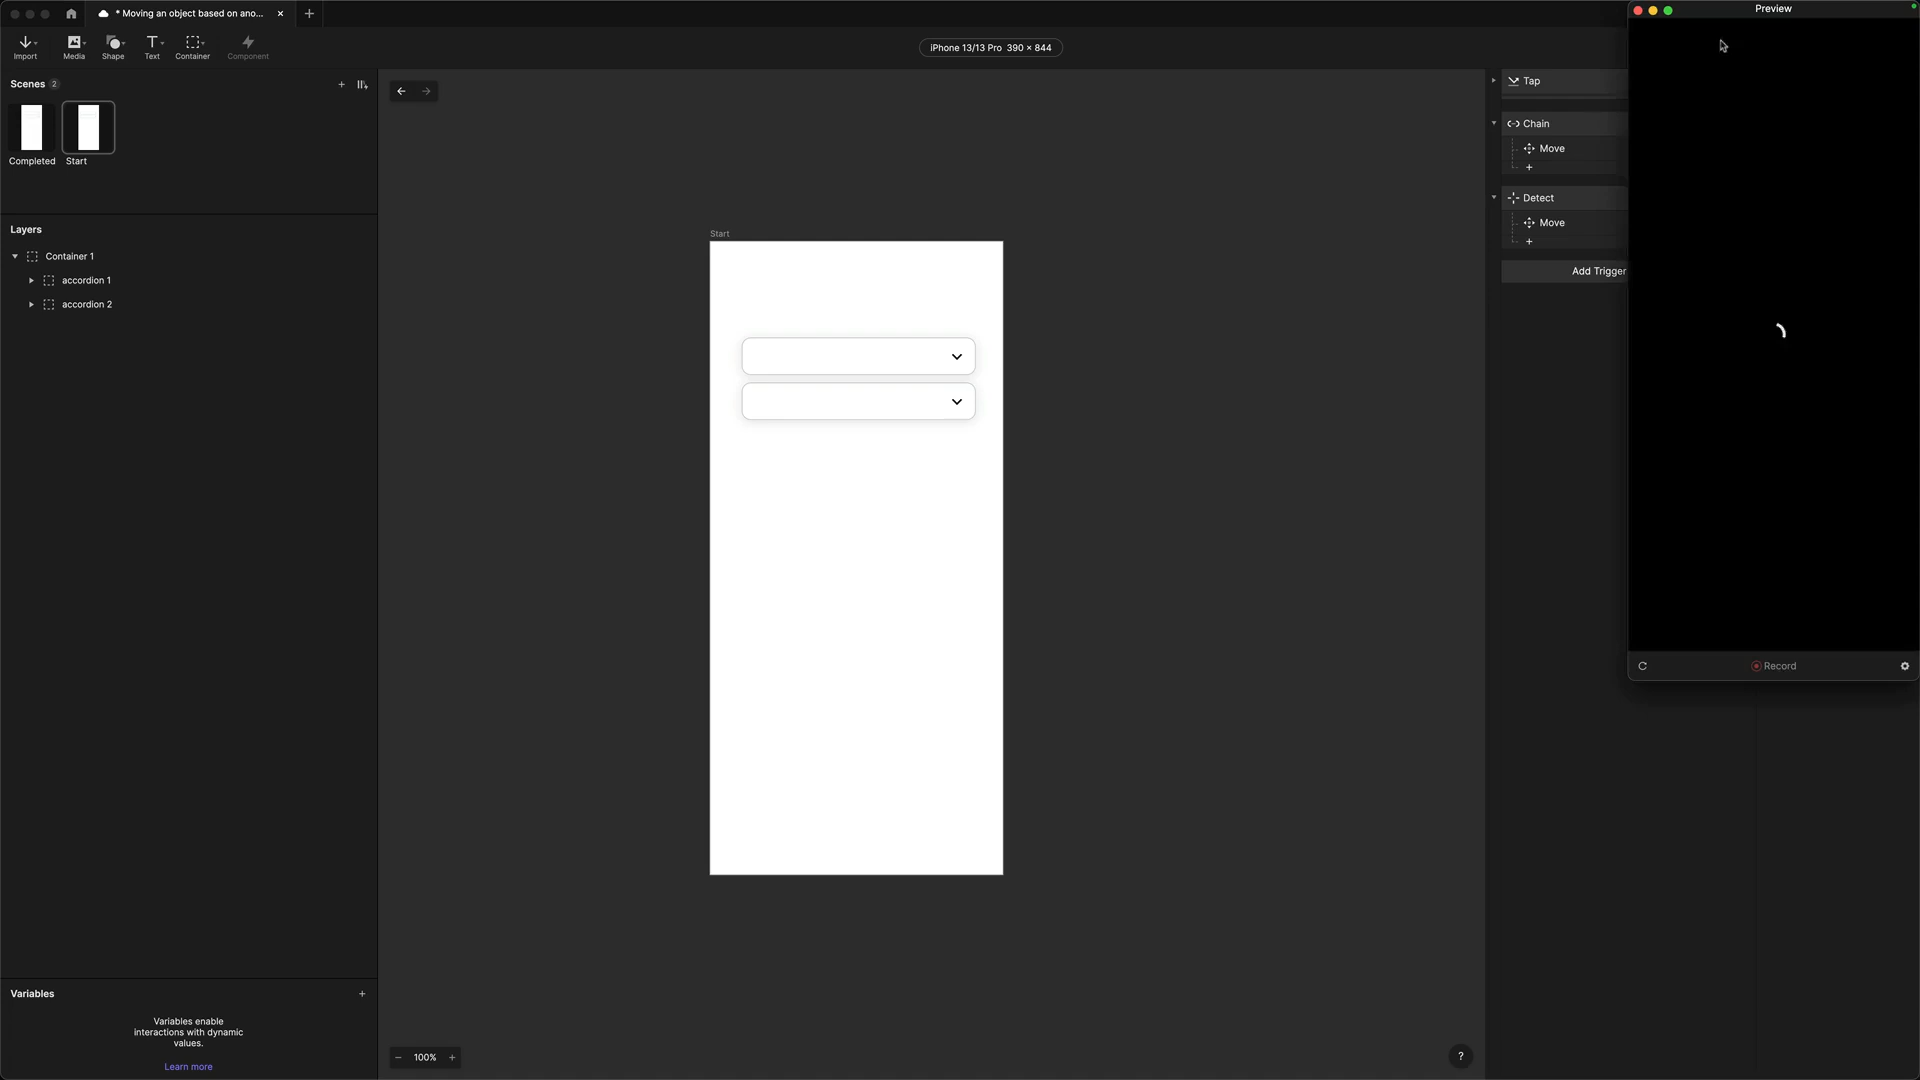 * Moving an object based on ano...
Preview
Import
Media
Shape
Text
Container
Component
iPhone 13/13 Pro 390 × 844
Scenes 2
Completed
Start
Layers
Container 1
accordion 1
accordion 2
Start
Tap
Chain
Move
Detect
Move
Add Trigger
Record
Variables
Variables enable
interactions with dynamic
values.
Learn more
100%
?